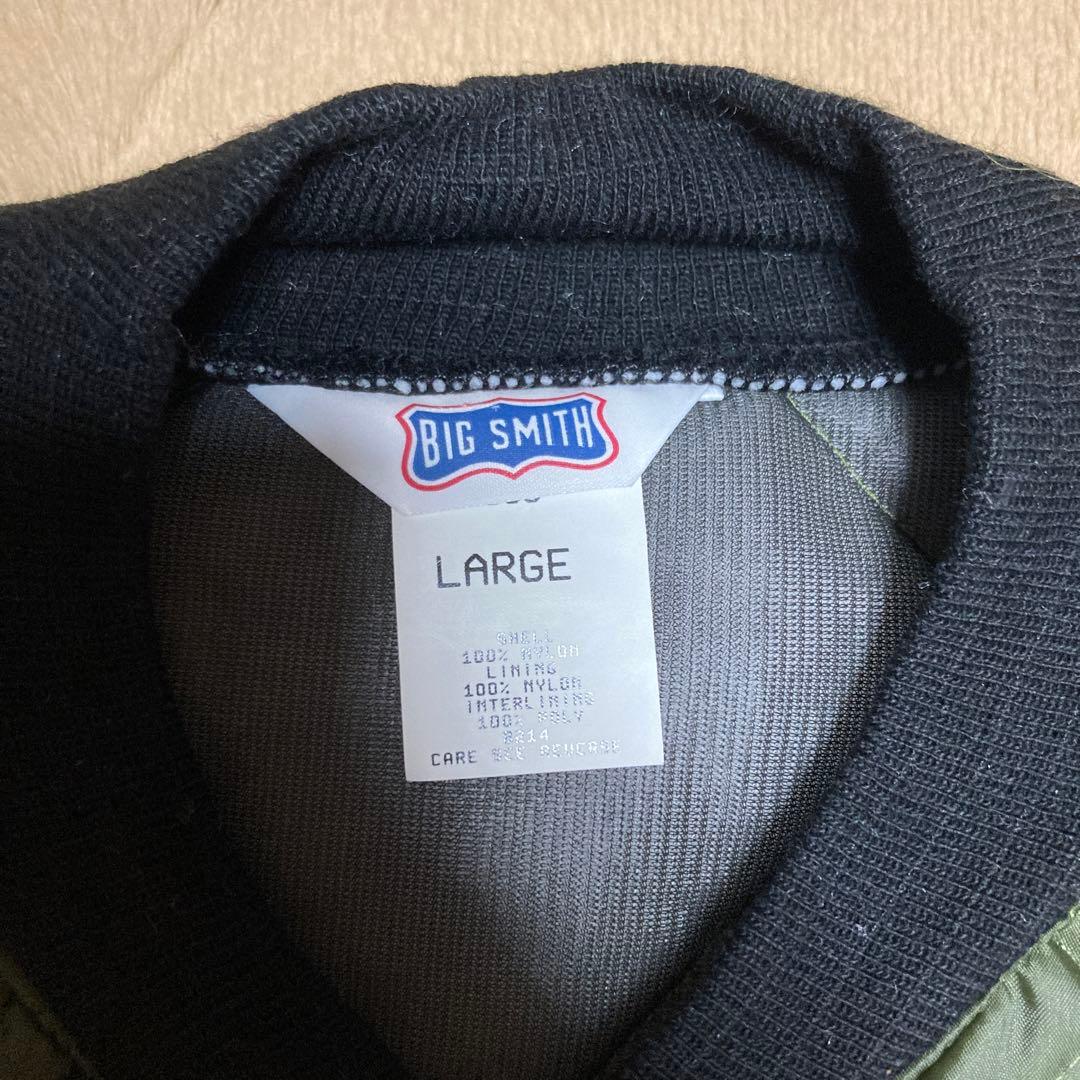 BIG SMITH
LARGE
SHELL
100% NYLON
LINING
100% NYLON
INTERLINING
100% POLY
CARE SEE REVERSE